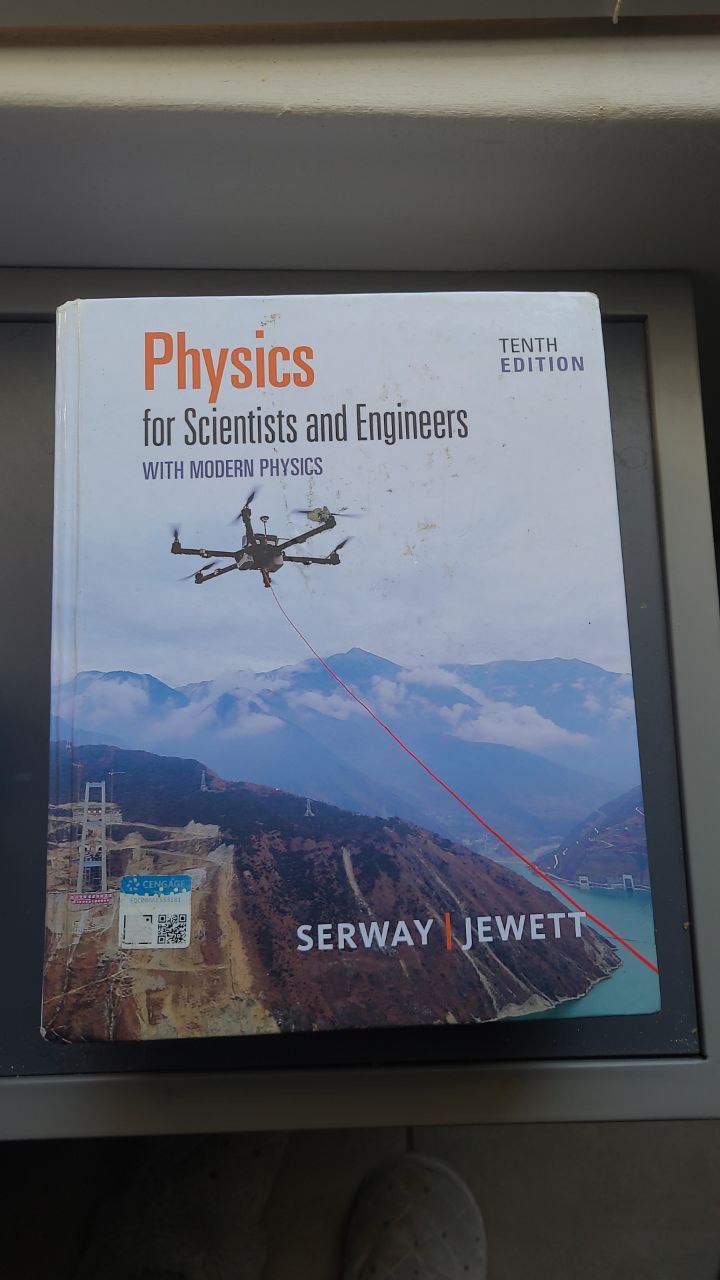 Physics
TENTH
EDITION
for Scientists and Engineers
WITH MODERN PHYSICS
CENGAGE
SERWAY | JEWETT